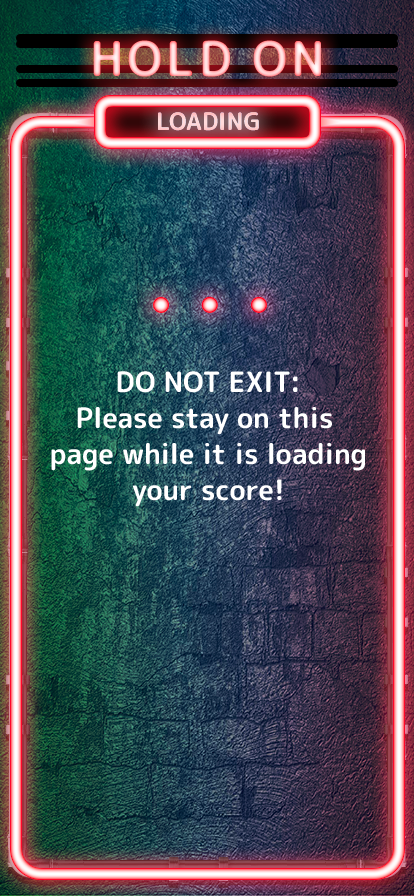 HOLD ON
LOADING
DO NOT EXIT:
Please stay on this
page while it is loading
your score!